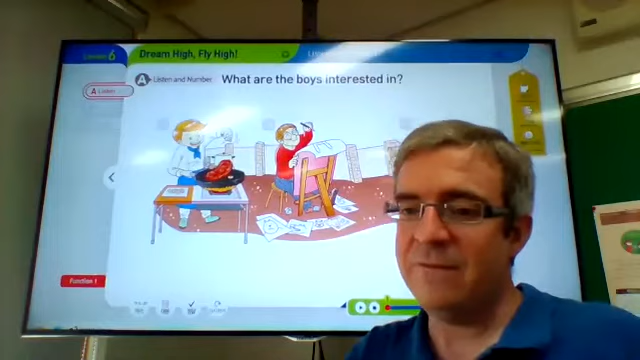 Lesson 6
Dream High, Fly High!
A Listen and Number. What are the boys interested in?
A Listen
Function 1